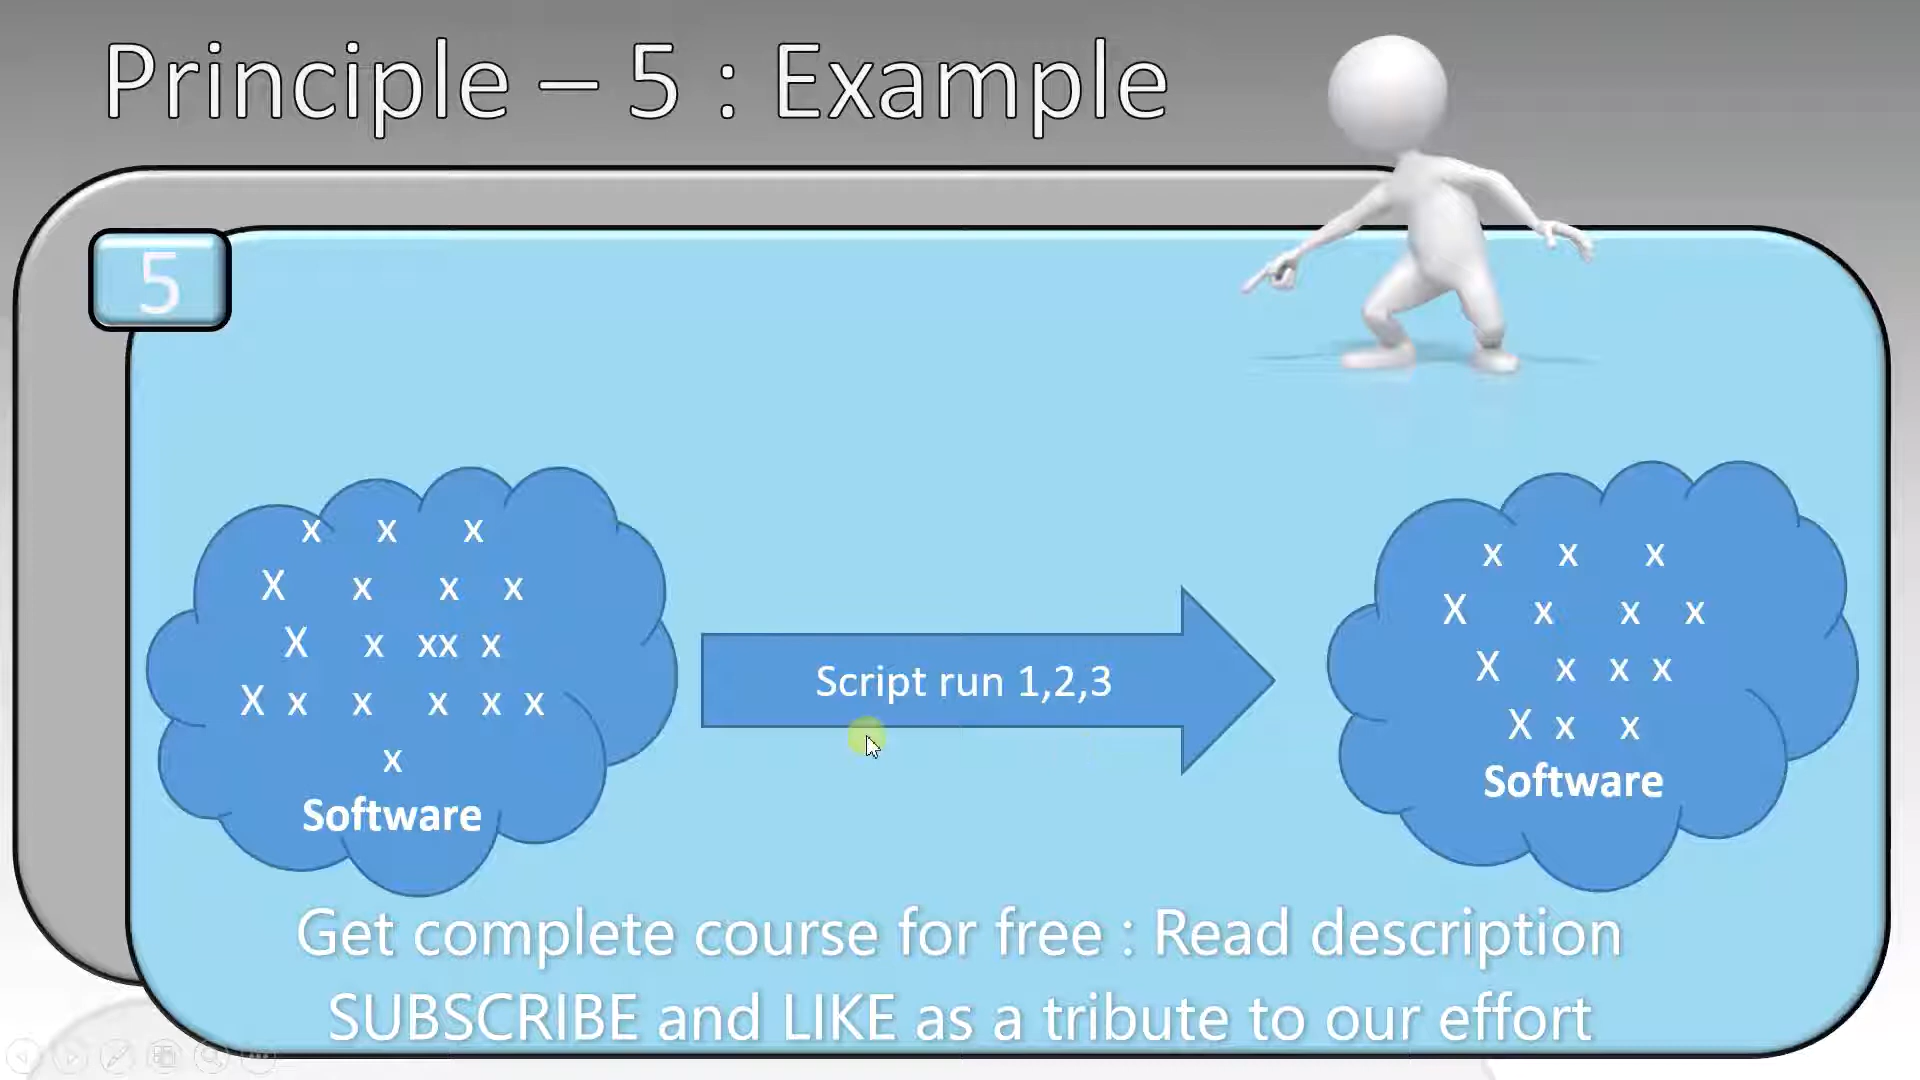 Principle – 5 : Example
5
x x x
X x x x
X x xx x
X x x x x x
x
Software
Script run 1,2,3
x x x
X x x x
X x x x
X x x
Software
Get complete course for free : Read description
SUBSCRIBE and LIKE as a tribute to our effort